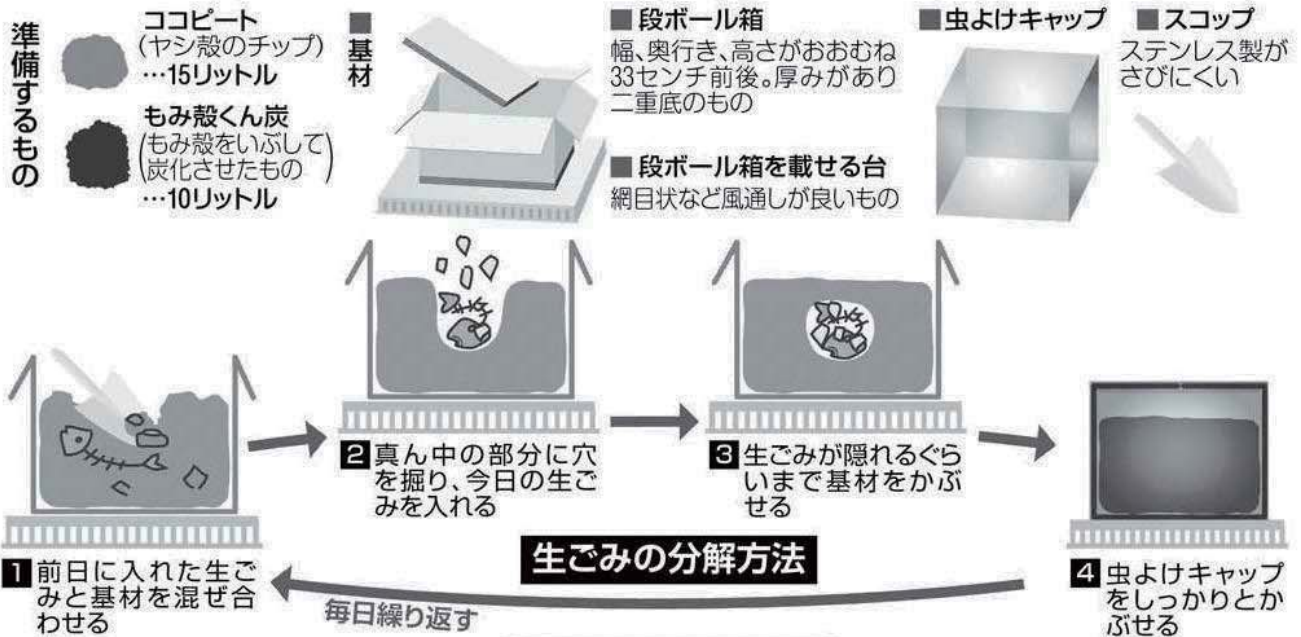 準備するもの
ココピート
(ヤシ殻のチップ)
…15リットル
もみ殻くん炭
(もみ殻をいぶして
炭化させたもの)
…10リットル
■基材
■段ボール箱
幅、奥行き、高さがおおむね
33センチ前後。厚みがあり
二重底のもの
■段ボール箱を載せる台
網目状など風通しが良いもの
■虫よけキャップ
■スコップ
ステンレス製が
さびにくい
生ごみの分解方法
1 前日に入れた生ご
みと基材を混ぜ合
わせる
2 真ん中の部分に穴
を掘り、今日の生ご
みを入れる
3 生ごみが隠れるぐら
いまで基材をかぶ
せる
4 虫よけキャップ
をしっかりとか
ぶせる
毎日繰り返す